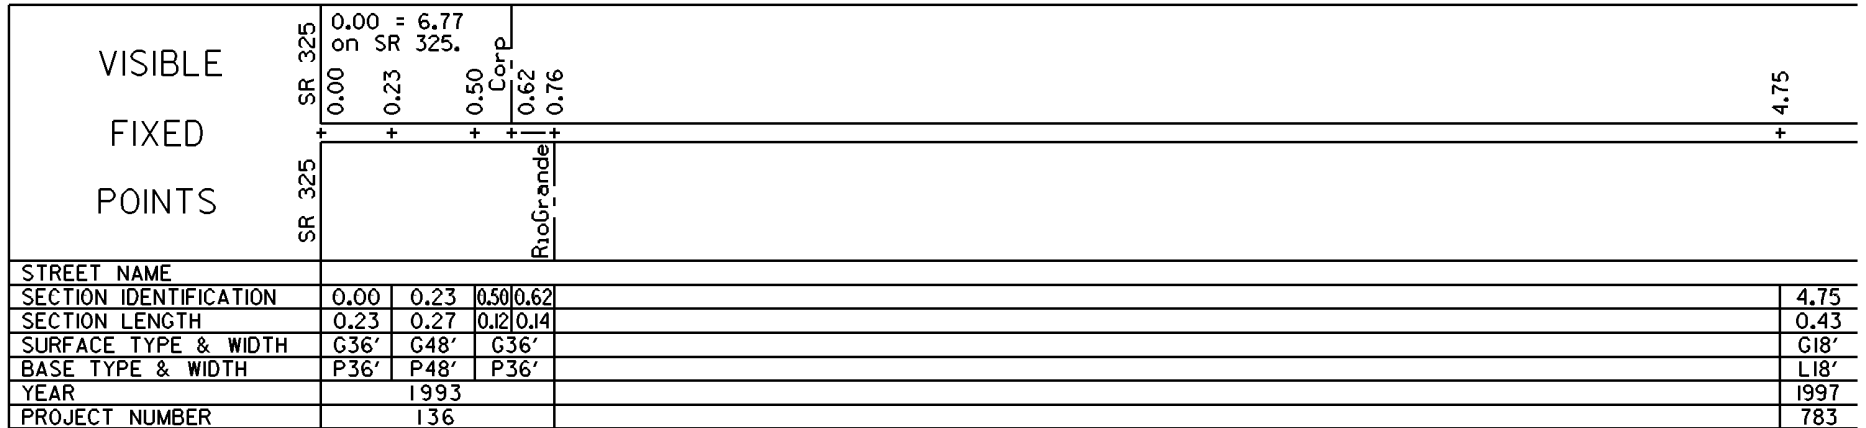 VISIBLE
FIXED
POINTS
SR 325
SR 325
0.00 = 6.77
on SR 325.
0.00
0.23
0.50
Corp
0.62
0.76
4.75
RioGrande
STREET NAME
SECTION IDENTIFICATION 0.00 0.23 0.50 0.62 4.75
SECTION LENGTH 0.23 0.27 0.12 0.14 0.43
SURFACE TYPE & WIDTH G36' G48' G36' G18'
BASE TYPE & WIDTH P36' P48' P36' L18'
YEAR 1993 1997
PROJECT NUMBER 136 783